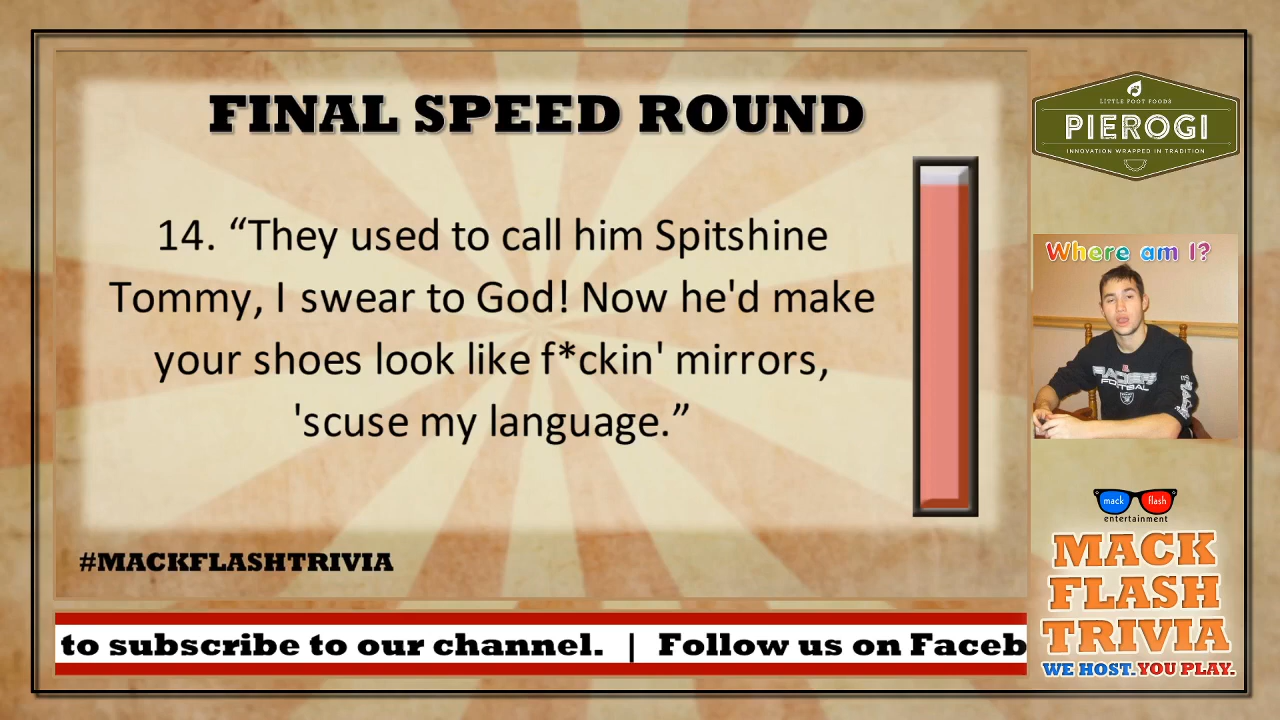 FINAL SPEED ROUND
14. “They used to call him Spitshine
Tommy, I swear to God! Now he'd make
your shoes look like f*ckin' mirrors,
'scuse my language.”
#MACKFLASHTRIVIA
to subscribe to our channel. | Follow us on Faceb
LITTLE FOOT FOODS
PIEROGI
INNOVATION WRAPPED IN TRADITION
Where am I?
RAIDERS
FOOTBALL
mack flash
entertainment
MACK
FLASH
TRIVIA
WE HOST. YOU PLAY.